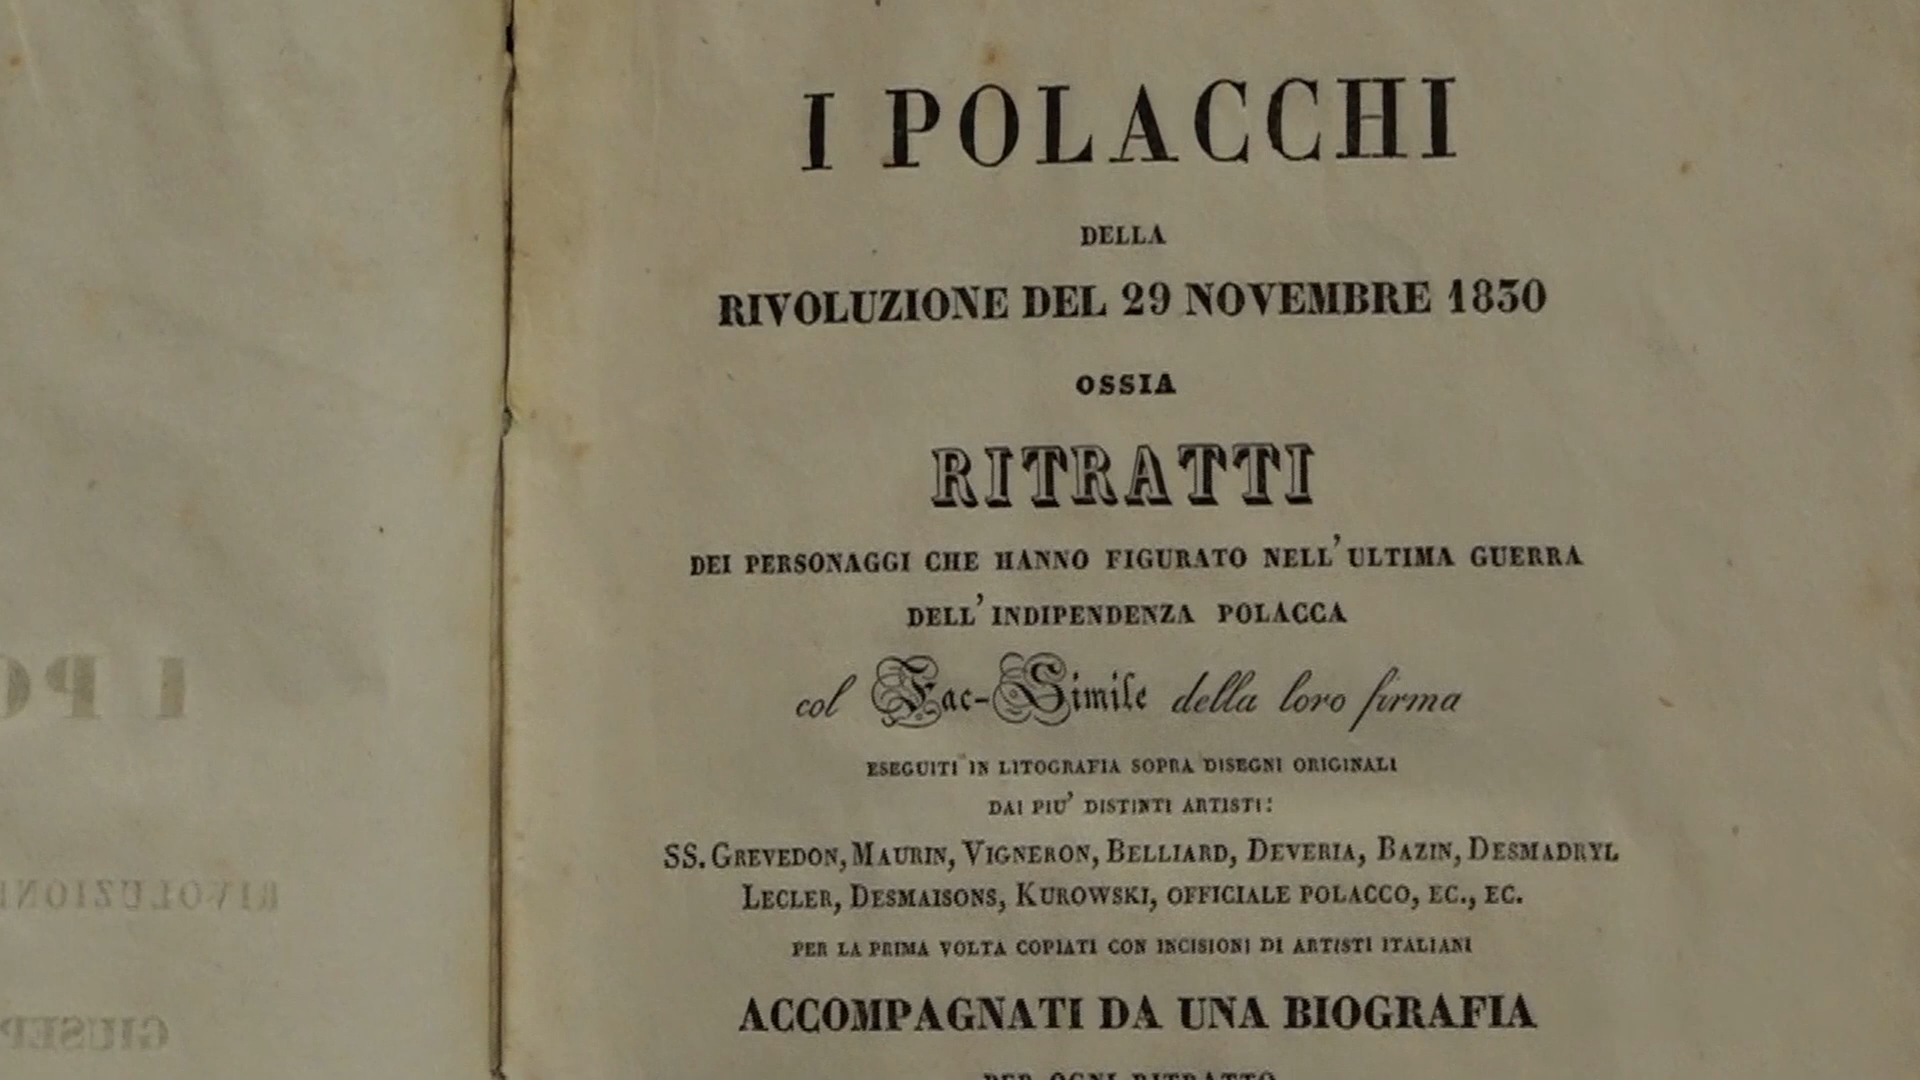 I POLACCHI
DELLA
RIVOLUZIONE DEL 29 NOVEMBRE 1830
OSSIA
RITRATTI
DEI PERSONAGGI CHE HANNO FIGURATO NELL'ULTIMA GUERRA
DELL'INDIPENDENZA POLACCA
col Fac-Simile della loro firma
ESEGUITI IN LITOGRAFIA SOPRA DISEGNI ORIGINALI
DAI PIU' DISTINTI ARTISTI:
SS. GREVEDON, MAURIN, VIGNERON, BELLIARD, DEVERIA, BAZIN, DESMADRYL
LECLER, DESMAISONS, KUROWSKI, OFFICIALE POLACCO, EC., EC.
PER LA PRIMA VOLTA COPIATI CON INCISIONI DI ARTISTI ITALIANI
ACCOMPAGNATI DA UNA BIOGRAFIA
PER OGNI RITRATTO